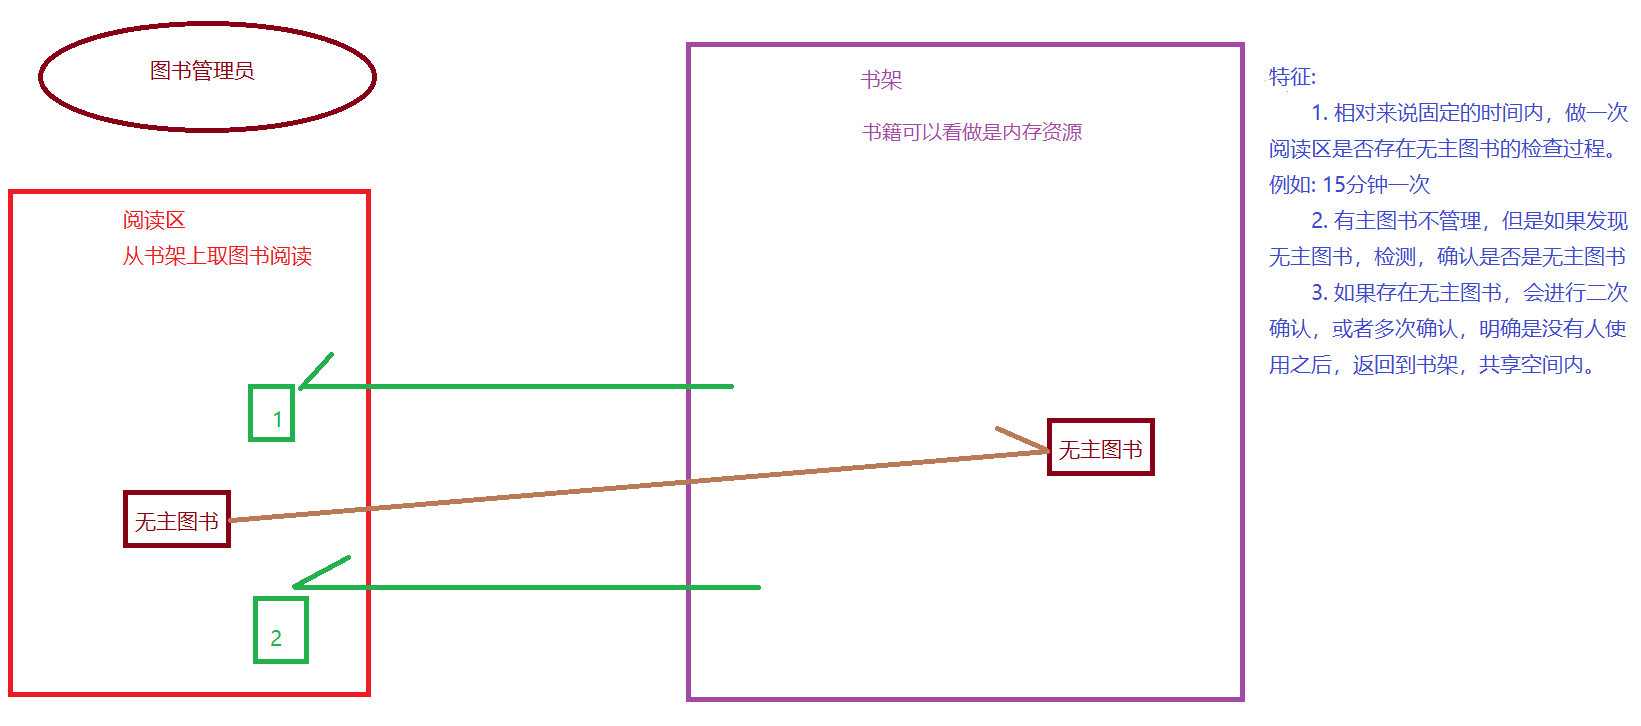 图书管理员
阅读区
从书架上取图书阅读
1
无主图书
2
书架
书籍可以看做是内存资源
无主图书
特征:
1. 相对来说固定的时间内，做一次
阅读区是否存在无主图书的检查过程。
例如: 15分钟一次
2. 有主图书不管理，但是如果发现
无主图书，检测，确认是否是无主图书
3. 如果存在无主图书，会进行二次
确认，或者多次确认，明确是没有人使
用之后，返回到书架，共享空间内。